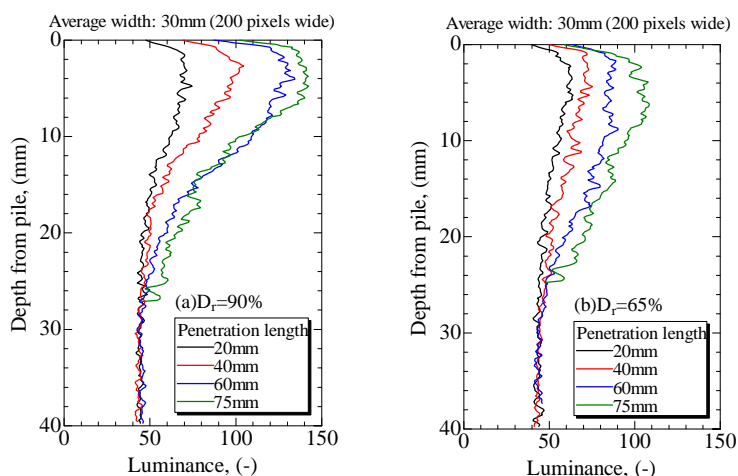 Average width: 30mm (200 pixels wide)
0
10
20
30
40
Depth from pile, (mm)
(a)Dr=90%
Penetration length
20mm
40mm
60mm
75mm
0
50
100
150
Luminance, (-)
Average width: 30mm (200 pixels wide)
0
10
20
30
40
Depth from pile, (mm)
(b)Dr=65%
Penetration length
20mm
40mm
60mm
75mm
0
50
100
150
Luminance, (-)